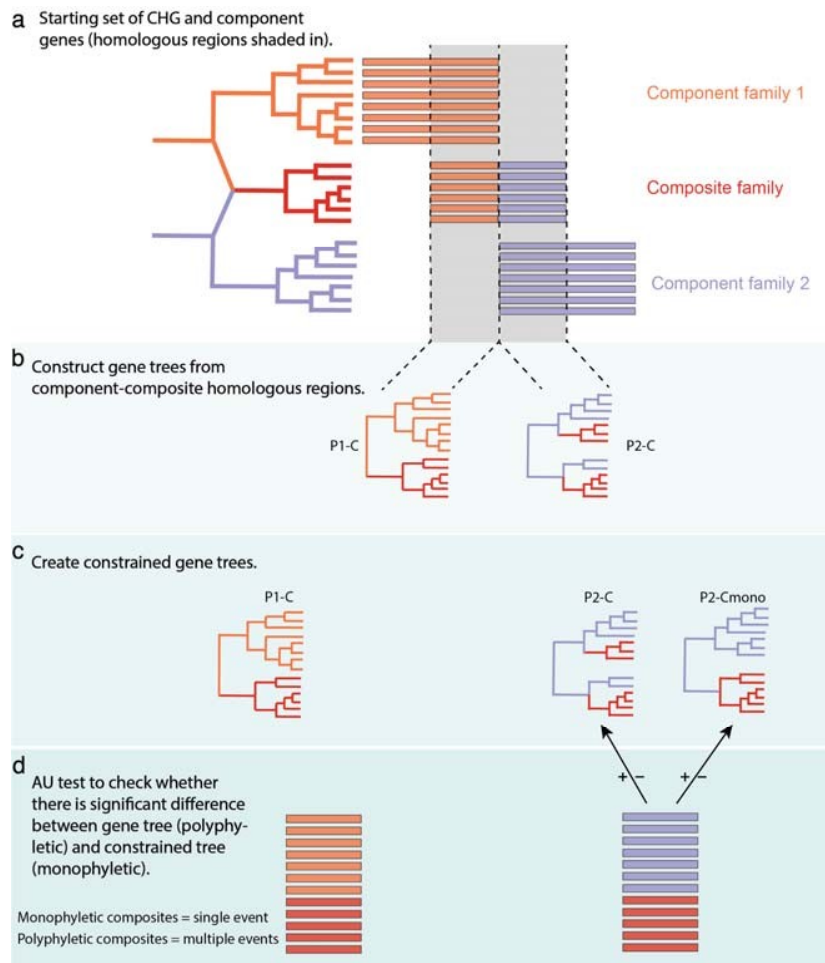 a
Starting set of CHG and component
genes (homologous regions shaded in).
Component family 1
Composite family
Component family 2
b
Construct gene trees from
component-composite homologous regions.
P1-C
P2-C
c
Create constrained gene trees.
P1-C
P2-C
P2-Cmono
+ -
+ -
d
AU test to check whether
there is significant difference
between gene tree (polyphy-
letic) and constrained tree
(monophyletic).
Monophyletic composites = single event
Polyphyletic composites = multiple events